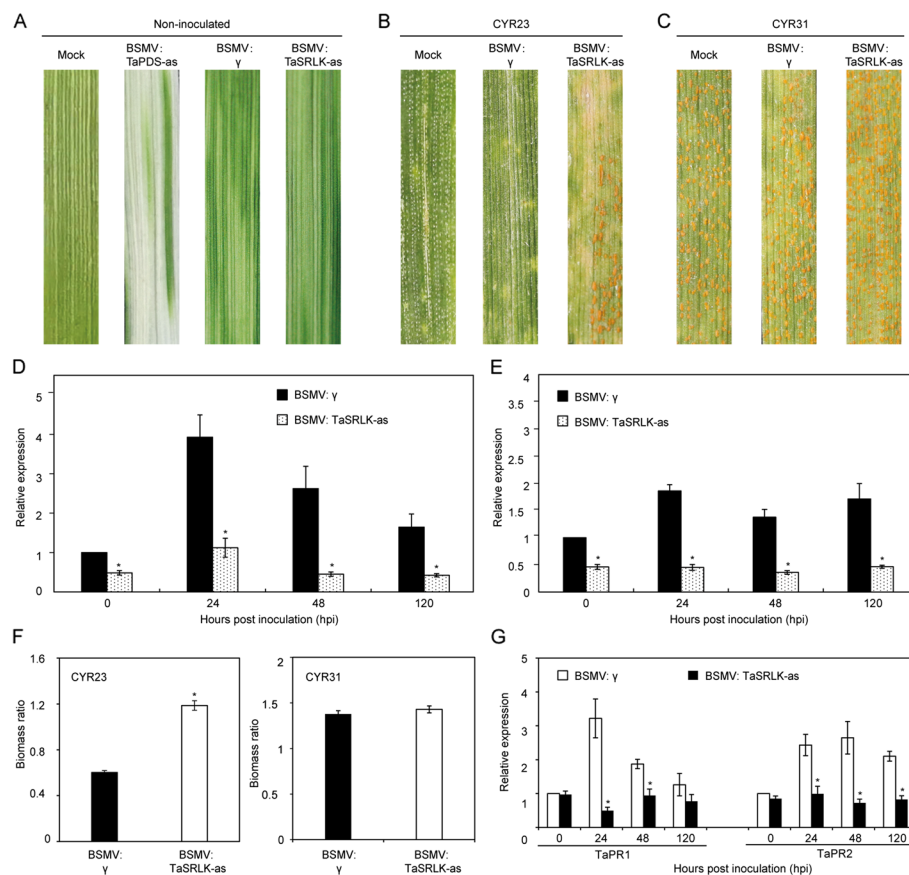 A
Non-inoculated
Mock
BSMV:
TaPDS-as
BSMV:
γ
BSMV:
TaSRLK-as
B
CYR23
Mock
BSMV:
γ
BSMV:
TaSRLK-as
C
CYR31
Mock
BSMV:
γ
BSMV:
TaSRLK-as
D
Relative expression
5
4
3
2
1
0
BSMV: γ
BSMV: TaSRLK-as
*
*
*
*
0 24 48 120
Hours post inoculation (hpi)
E
Relative expression
4
3.5
3
2.5
2
1.5
1
0.5
0
BSMV: γ
BSMV: TaSRLK-as
*
*
*
*
0 24 48 120
Hours post inoculation (hpi)
F
Biomass ratio
1.6
1.2
0.8
0.4
0
CYR23
*
BSMV:
γ
BSMV:
TaSRLK-as
Biomass ratio
2
1.5
1
1.5
0
CYR31
BSMV:
γ
BSMV:
TaSRLK-as
G
Relative expression
5
4
3
2
1
0
BSMV: γ
BSMV: TaSRLK-as
*
*
*
*
*
0 24 48 120 0 24 48 120
TaPR1 TaPR2
Hours post inoculation (hpi)